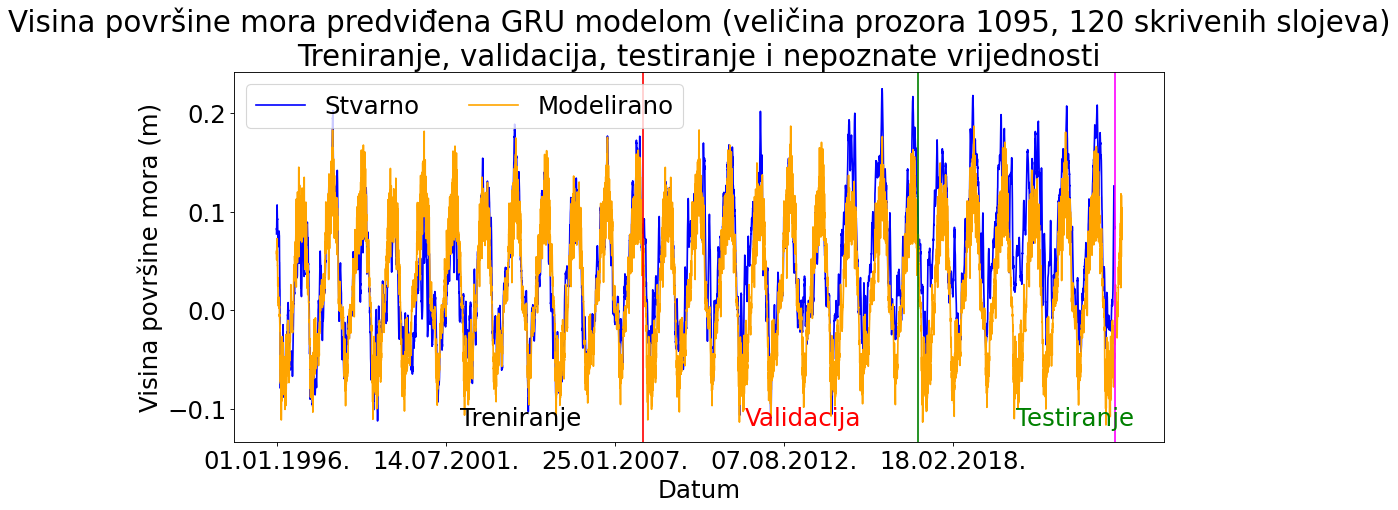 Visina površine mora predviđena GRU modelom (veličina prozora 1095, 120 skrivenih slojeva)
Treniranje, validacija, testiranje i nepoznate vrijednosti
Stvarno
Modelirano
Visina površine mora (m)
0.2
0.1
0.0
−0.1
Treniranje
Validacija
Testiranje
01.01.1996.
14.07.2001.
25.01.2007.
07.08.2012.
18.02.2018.
Datum